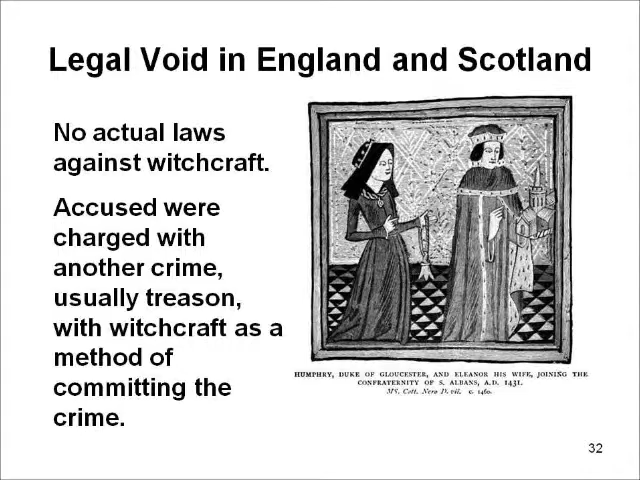 Legal Void in England and Scotland
No actual laws
against witchcraft.
Accused were
charged with
another crime,
usually treason,
with witchcraft as a
method of
committing the
crime.
HUMPHRY, DUKE OF GLOUCESTER, AND ELEANOR HIS WIFE, JOINING THE
CONFRATERNITY OF S. ALBANS, A.D. 1431.
MS. Cott. Nero D. vii. c. 1460.
32